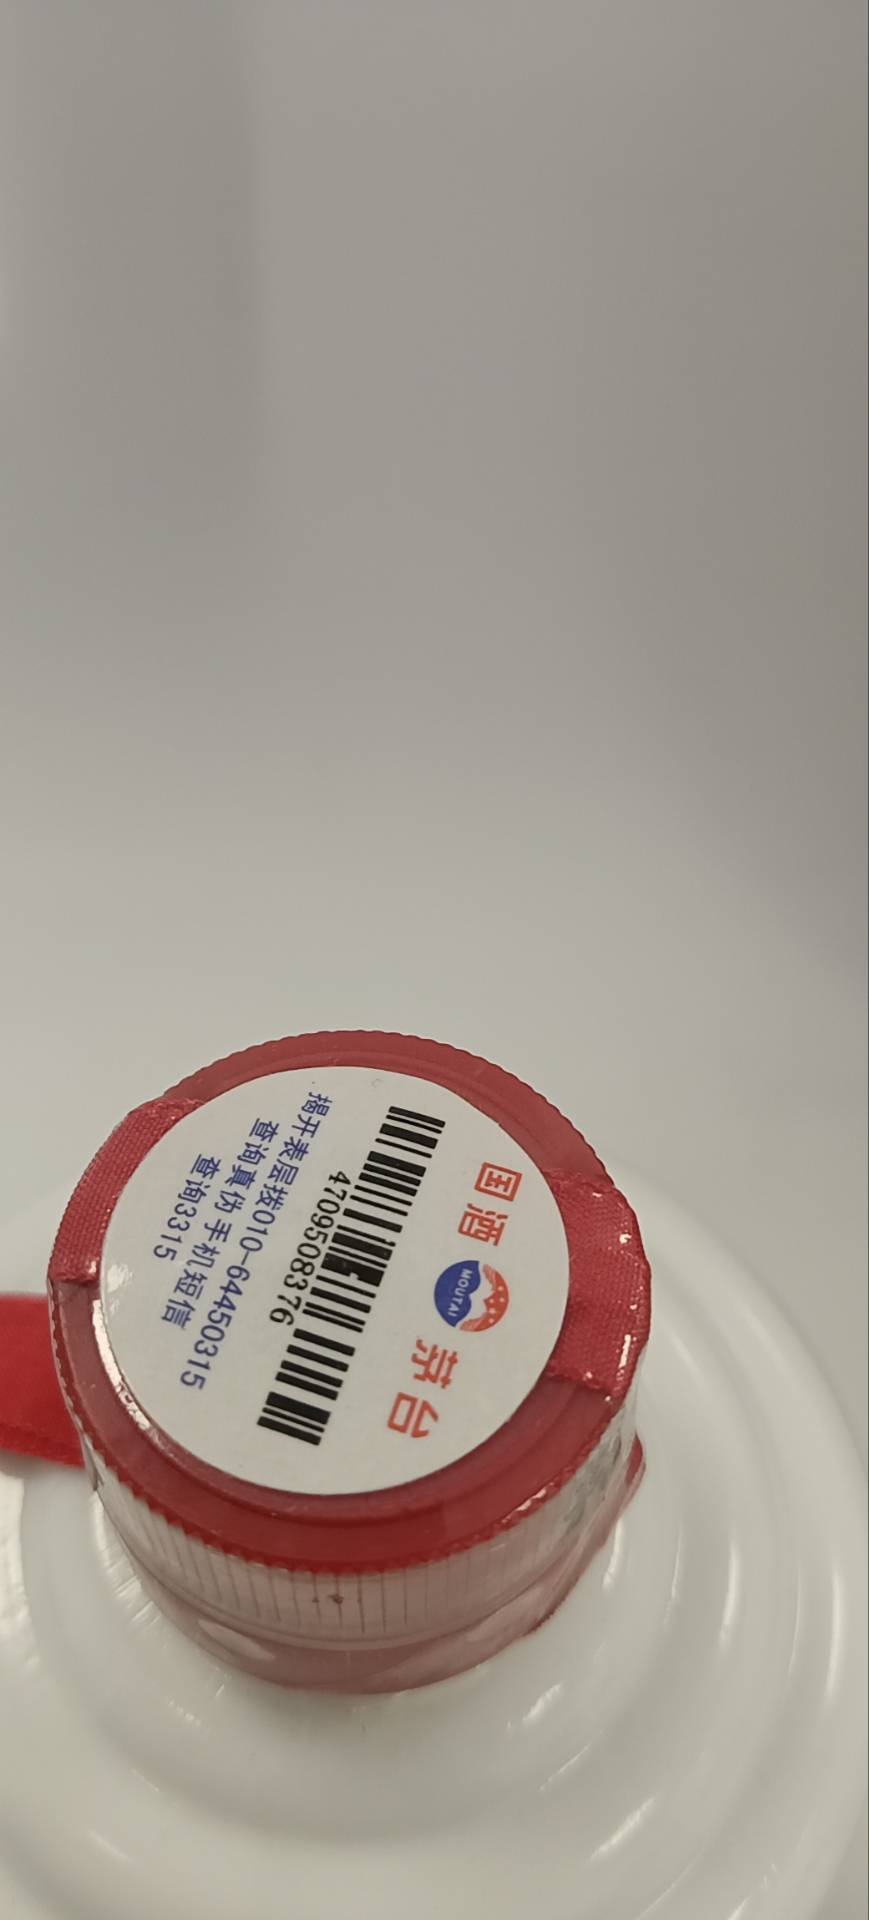 国酒 MOUTAI 茅台
4709508376
揭开表层拨010-64450315
查询真伪 手机短信
查询3315